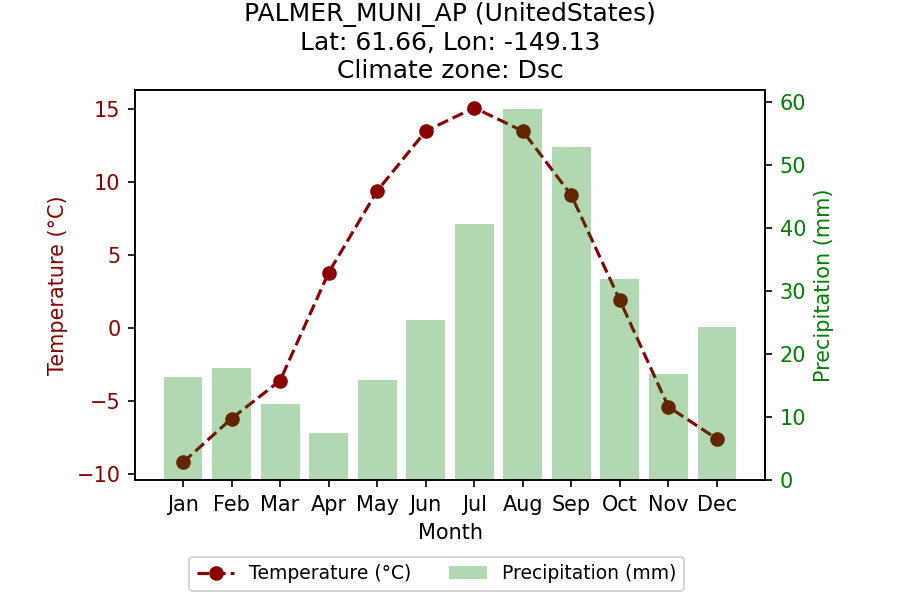 PALMER_MUNI_AP (UnitedStates)
Lat: 61.66, Lon: -149.13
Climate zone: Dsc
15
10
5
0
−5
−10
Temperature (°C)
60
50
40
30
20
10
0
Precipitation (mm)
Jan Feb Mar Apr May Jun Jul Aug Sep Oct Nov Dec
Month
Temperature (°C) Precipitation (mm)